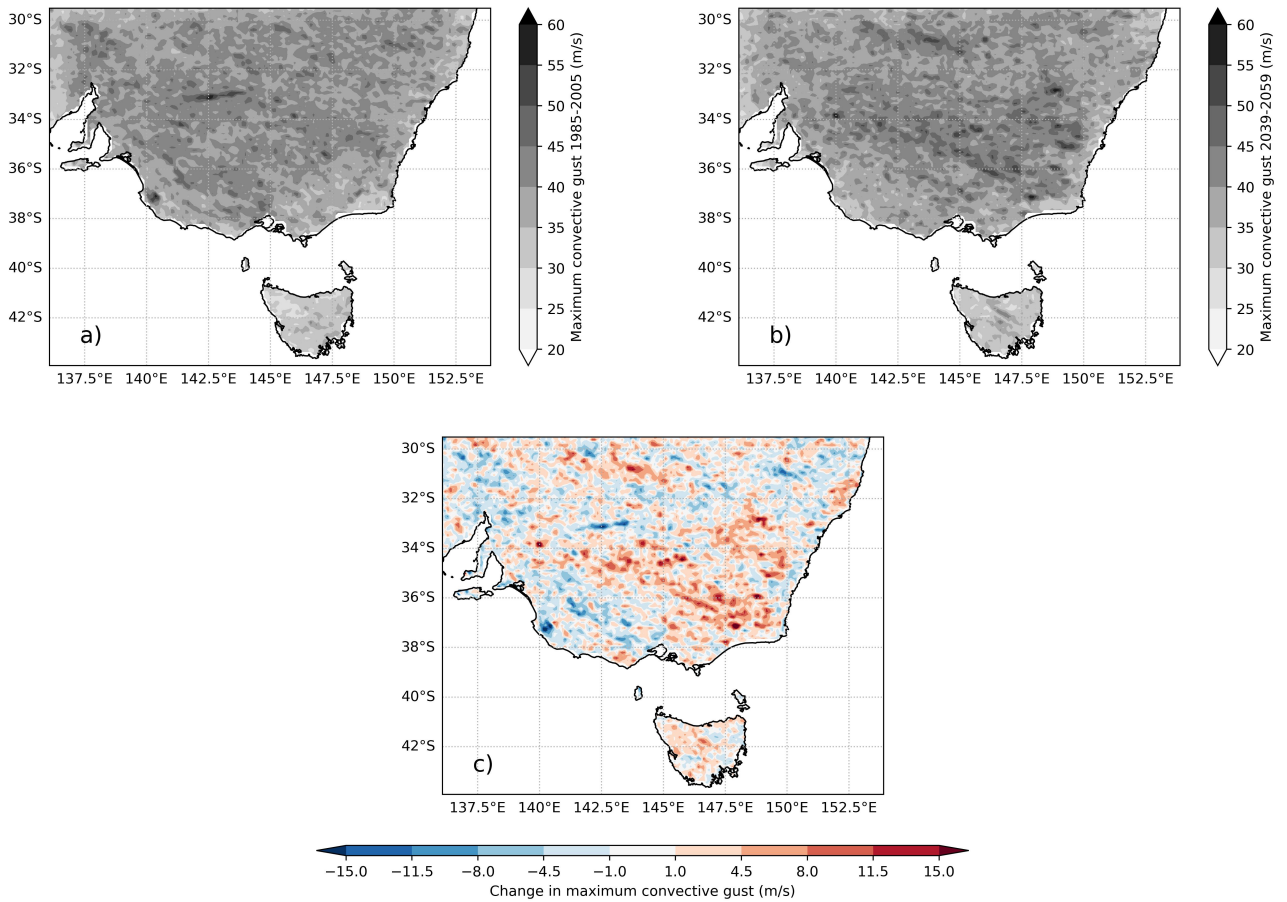 30°S
32°S
34°S
36°S
38°S
40°S
42°S
137.5°E 140°E 142.5°E 145°E 147.5°E 150°E 152.5°E
a)
60
55
50
45
40
35
30
25
20
Maximum convective gust 1985-2005 (m/s)
30°S
32°S
34°S
36°S
38°S
40°S
42°S
137.5°E 140°E 142.5°E 145°E 147.5°E 150°E 152.5°E
b)
60
55
50
45
40
35
30
25
20
Maximum convective gust 2039-2059 (m/s)
30°S
32°S
34°S
36°S
38°S
40°S
42°S
137.5°E 140°E 142.5°E 145°E 147.5°E 150°E 152.5°E
c)
−15.0 −11.5 −8.0 −4.5 −1.0 1.0 4.5 8.0 11.5 15.0
Change in maximum convective gust (m/s)